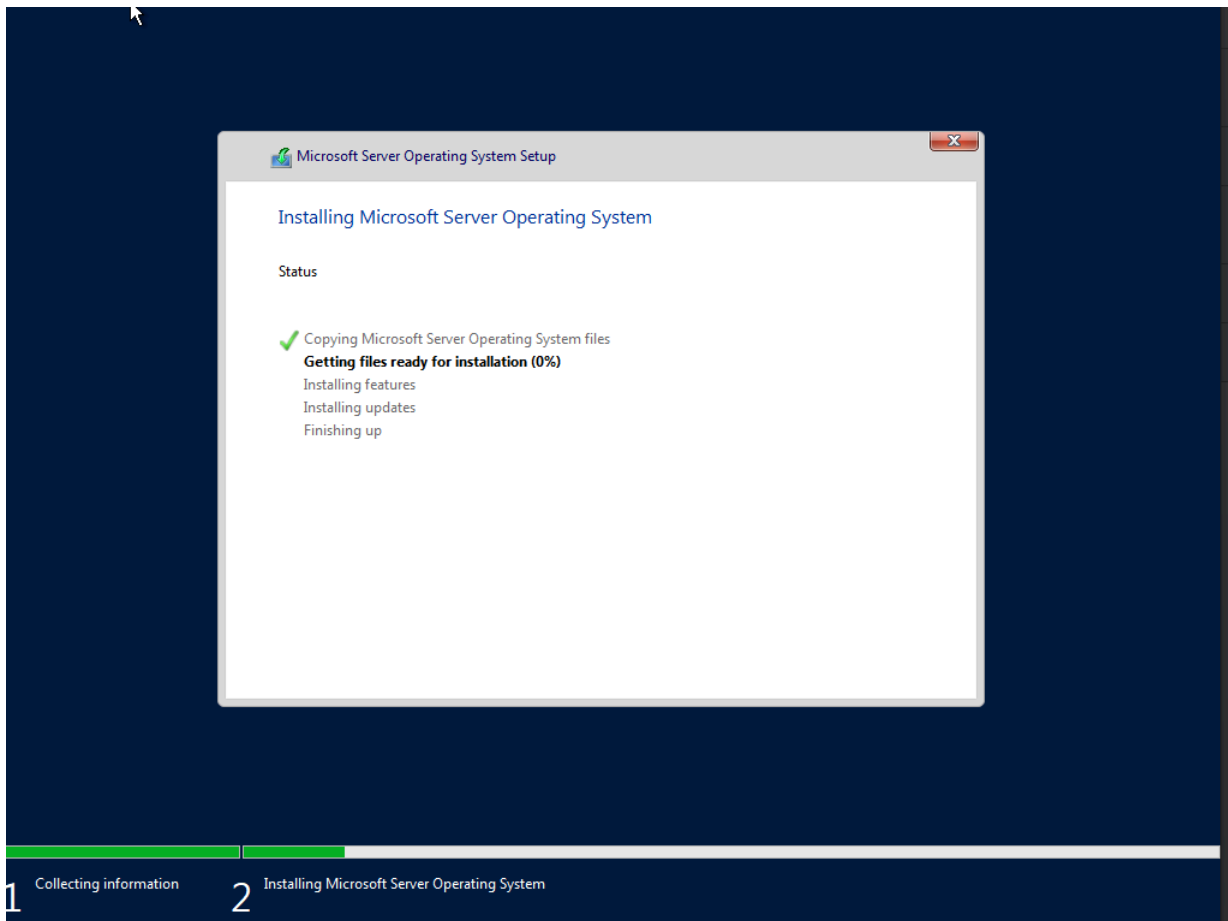 Microsoft Server Operating System Setup
Installing Microsoft Server Operating System
Status
Copying Microsoft Server Operating System files
Getting files ready for installation (0%)
Installing features
Installing updates
Finishing up
1 Collecting information 2 Installing Microsoft Server Operating System